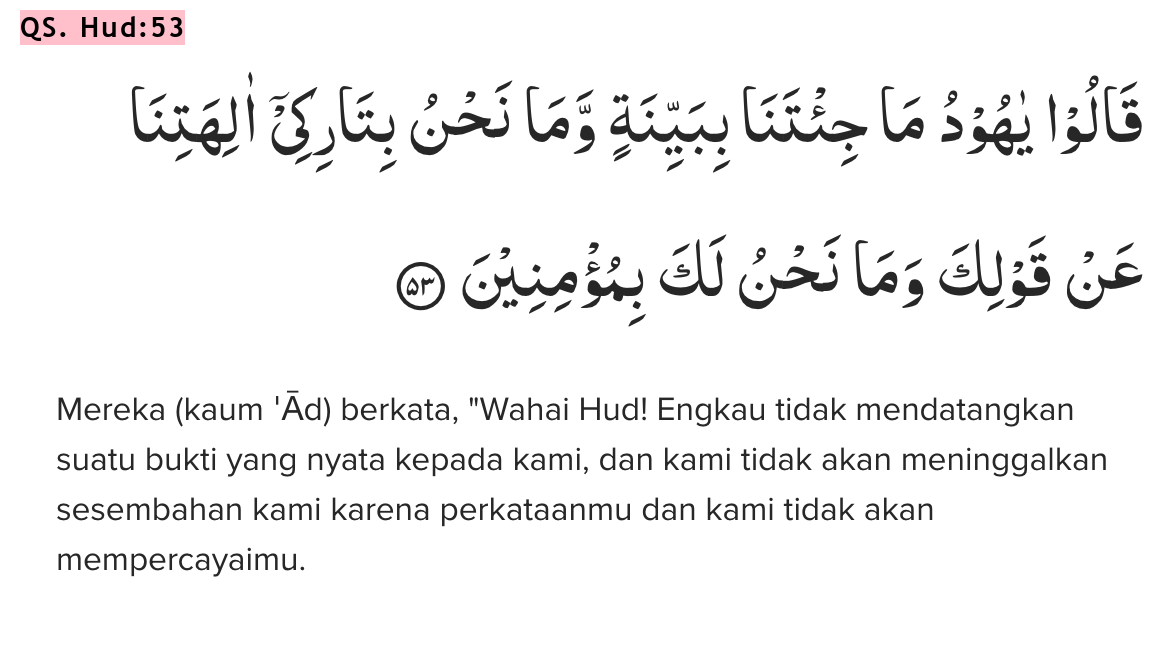 QS. Hud:53
قَالُوْا يٰهُوْدُ مَا جِئْتَنَا بِبَيِّنَةٍ وَّمَا نَحْنُ بِتَارِكِيْٓ اٰلِهَتِنَا
عَنْ قَوْلِكَ وَمَا نَحْنُ لَكَ بِمُؤْمِنِيْنَ ۝٥٣
Mereka (kaum 'Ād) berkata, "Wahai Hud! Engkau tidak mendatangkan
suatu bukti yang nyata kepada kami, dan kami tidak akan meninggalkan
sesembahan kami karena perkataanmu dan kami tidak akan
mempercayaimu.